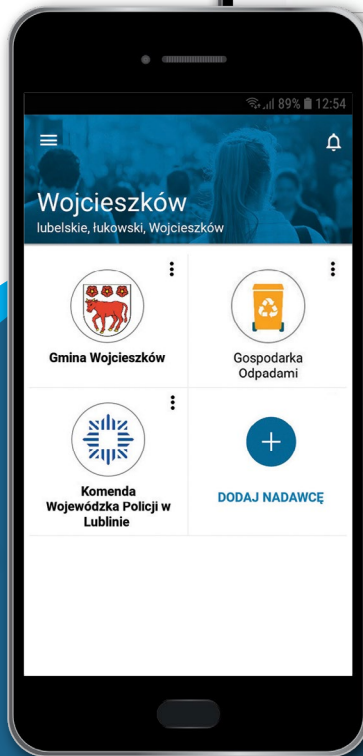 89% 12:54
Wojcieszków
lubelskie, łukowski, Wojcieszków
Gmina Wojcieszków
Gospodarka
Odpadami
Komenda
Wojewódzka Policji w
Lublinie
DODAJ NADAWCĘ